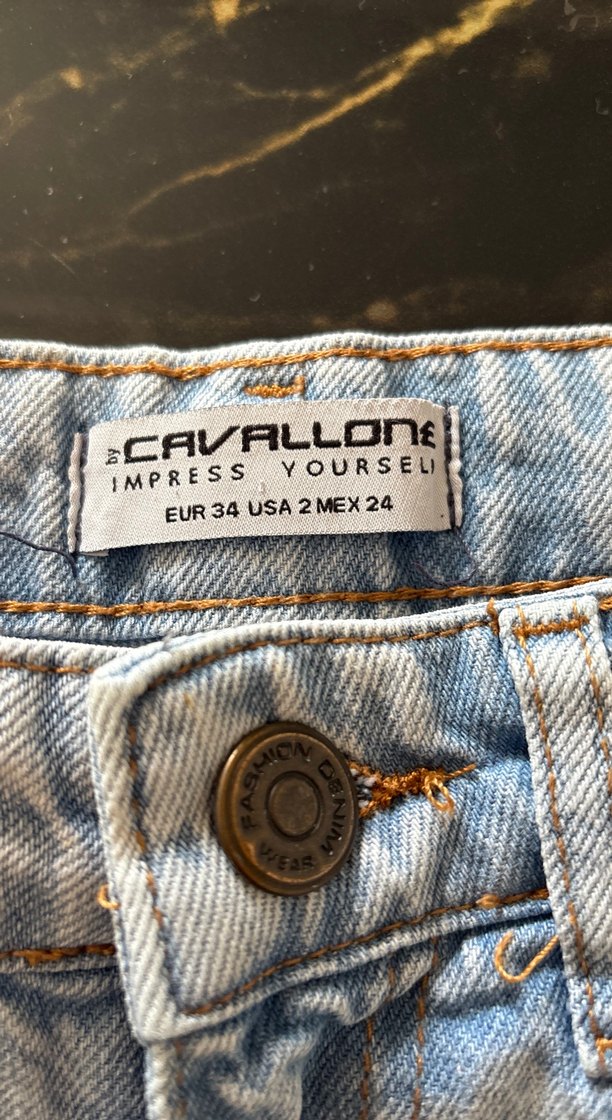 by CAVALLONE
IMPRESS YOURSELF
EUR 34 USA 2 MEX 24
FASHION DENIM
WEAR